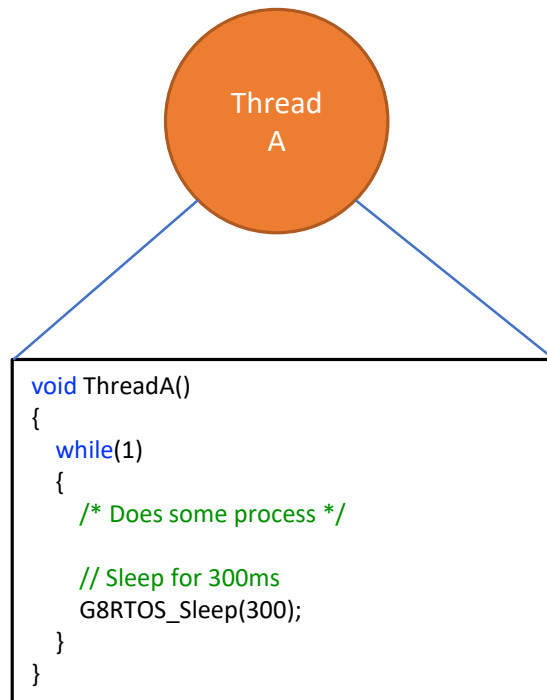 Thread
A
void ThreadA()
{
while(1)
{
/* Does some process */
// Sleep for 300ms
G8RTOS_Sleep(300);
}
}